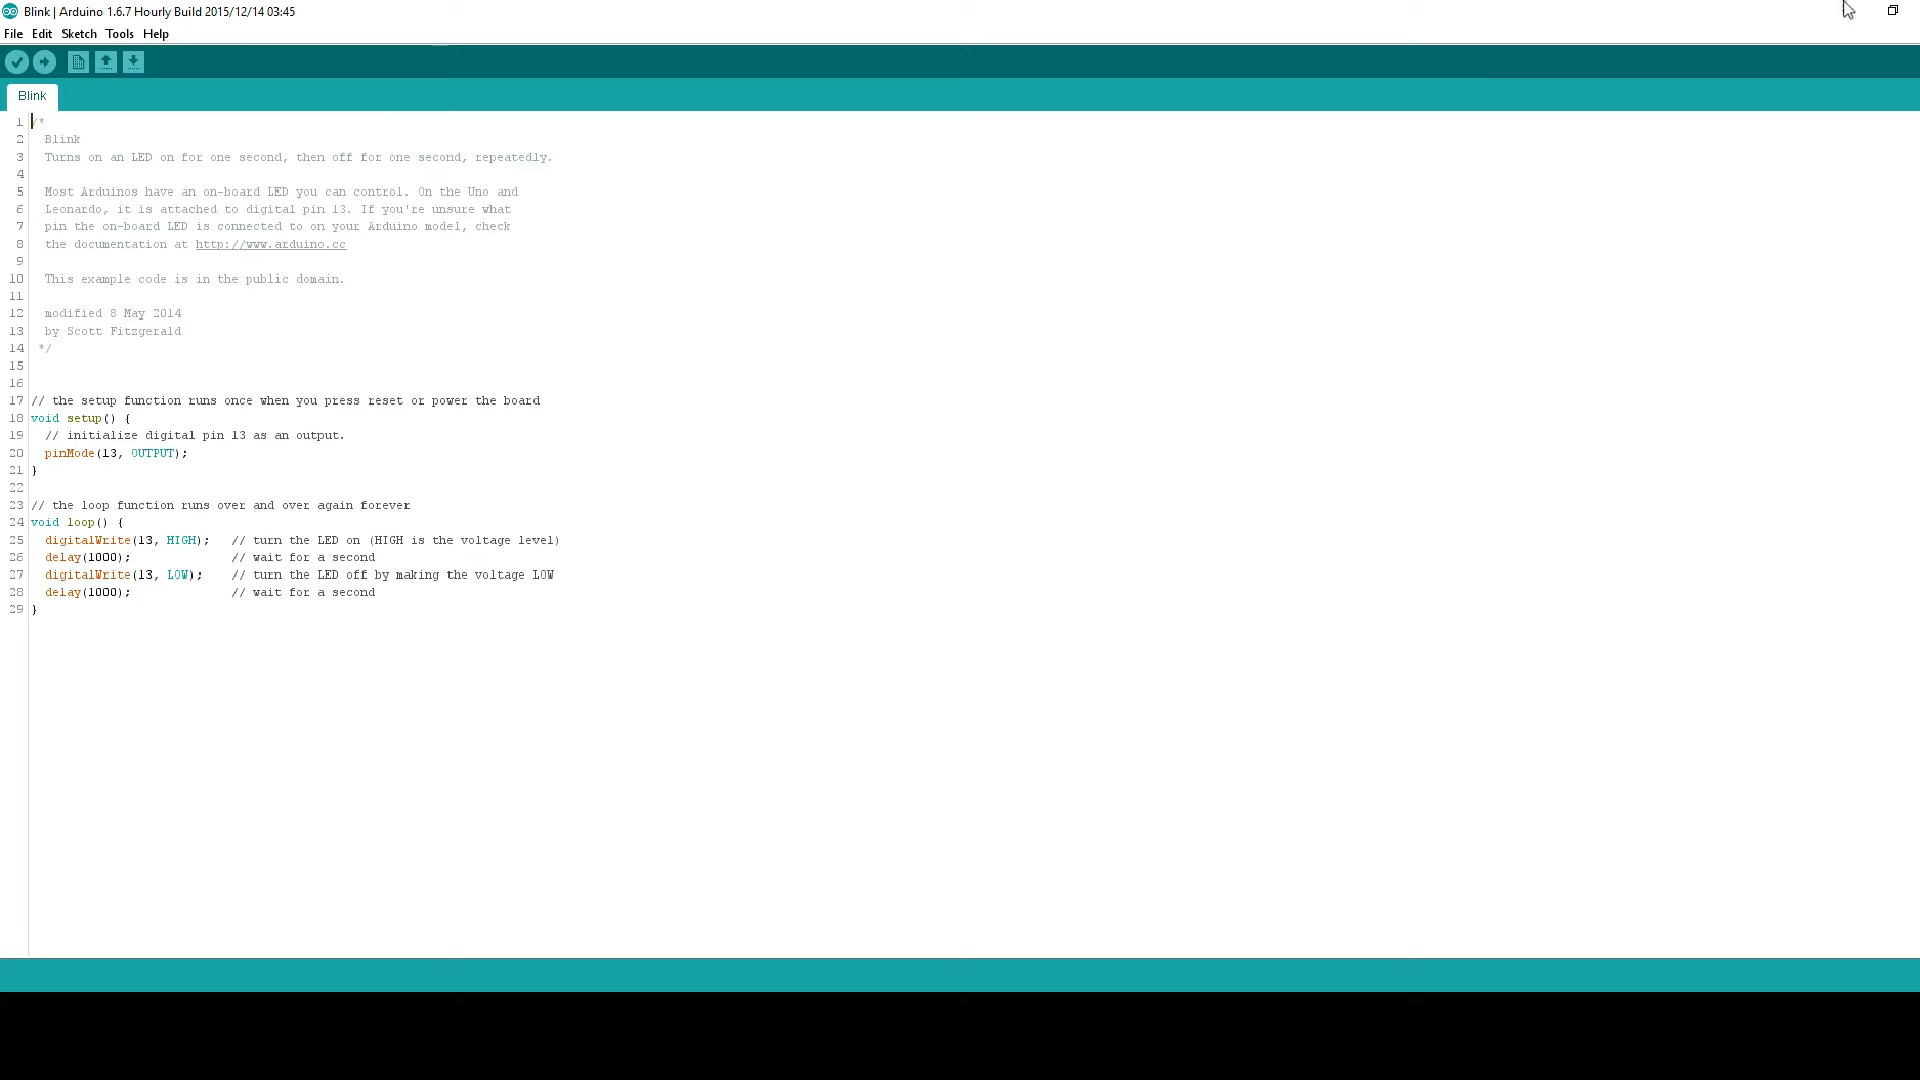 Blink | Arduino 1.6.7 Hourly Build 2015/12/14 03:45
File Edit Sketch Tools Help
Blink
1 /*
2 Blink
3 Turns on an LED on for one second, then off for one second, repeatedly.
4
5 Most Arduinos have an on-board LED you can control. On the Uno and
6 Leonardo, it is attached to digital pin 13. If you're unsure what
7 pin the on-board LED is connected to on your Arduino model, check
8 the documentation at http://www.arduino.cc
9
10 This example code is in the public domain.
11
12 modified 8 May 2014
13 by Scott Fitzgerald
14 */
15
16
17 // the setup function runs once when you press reset or power the board
18 void setup() {
19 // initialize digital pin 13 as an output.
20 pinMode(13, OUTPUT);
21 }
22
23 // the loop function runs over and over again forever
24 void loop() {
25 digitalWrite(13, HIGH); // turn the LED on (HIGH is the voltage level)
26 delay(1000); // wait for a second
27 digitalWrite(13, LOW); // turn the LED off by making the voltage LOW
28 delay(1000); // wait for a second
29 }